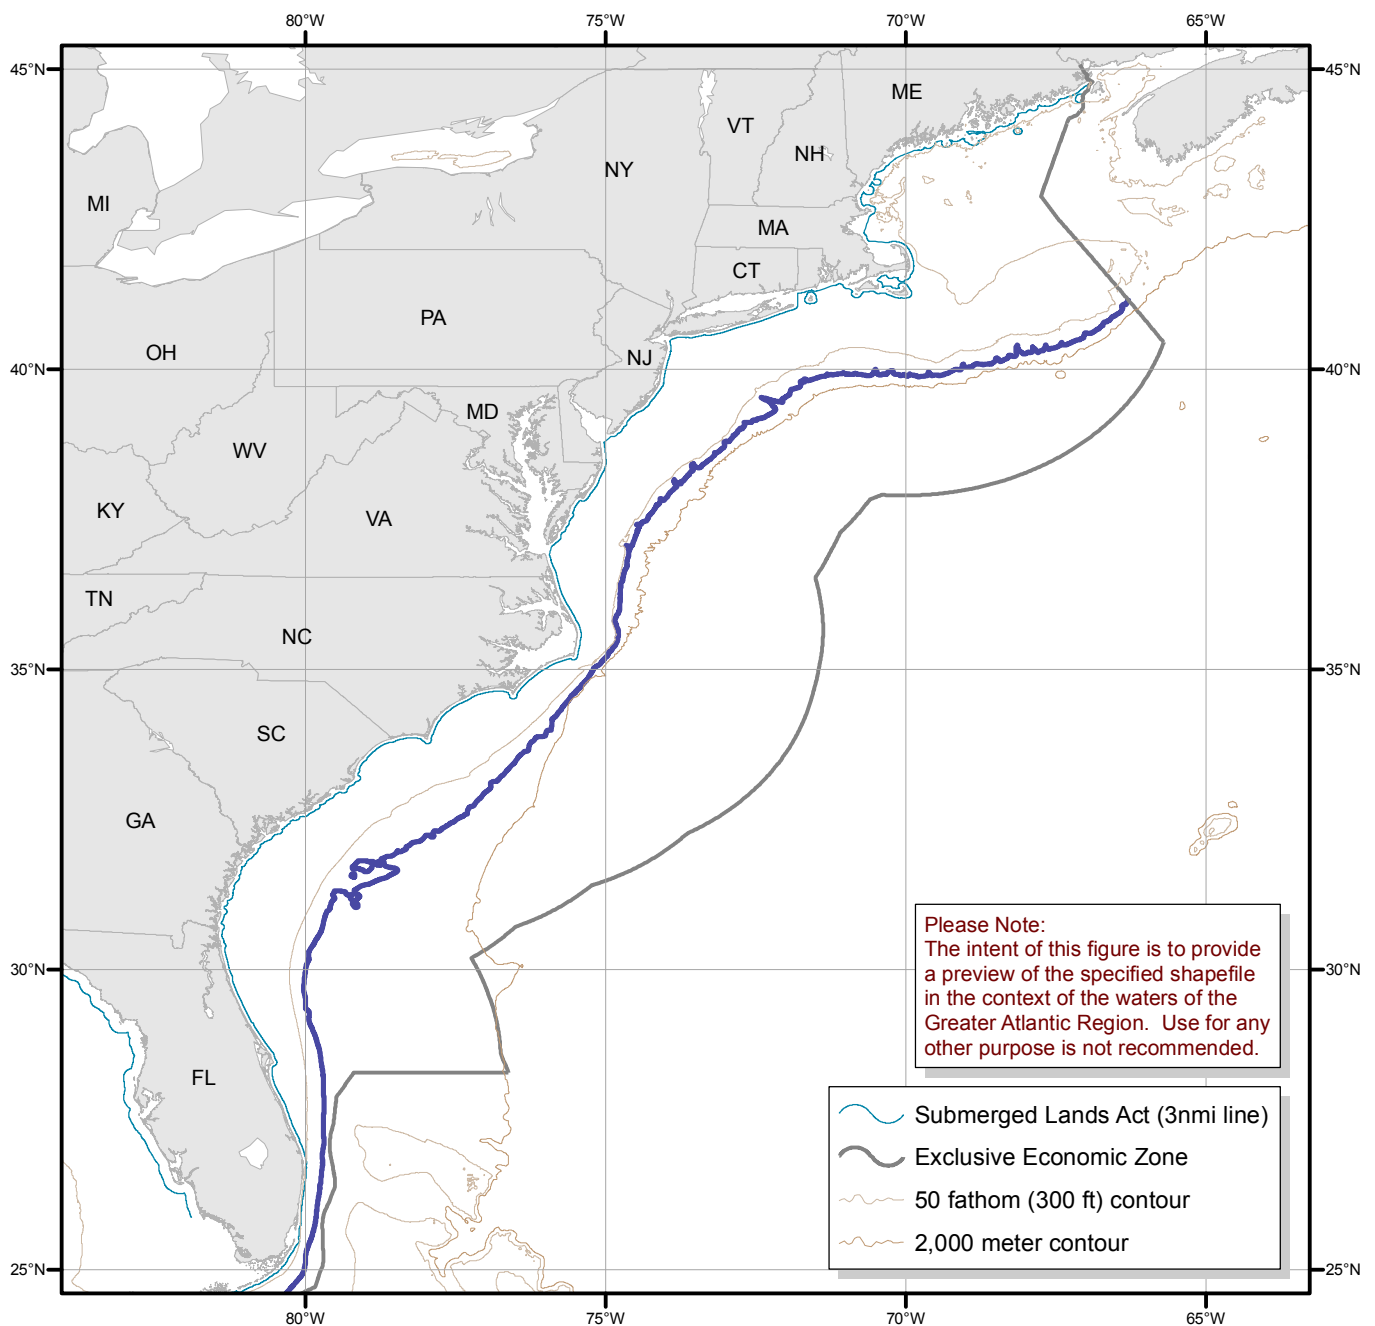 80°W 75°W 70°W 65°W
45°N 45°N
ME
VT
NH
NY
MI
MA
CT
PA
OH
NJ
40°N 40°N
MD
WV
KY
VA
TN
NC
35°N 35°N
SC
GA
Please Note:
The intent of this figure is to provide
a preview of the specified shapefile
in the context of the waters of the
Greater Atlantic Region.  Use for any
other purpose is not recommended.
30°N 30°N
FL
Submerged Lands Act (3nmi line)
Exclusive Economic Zone
50 fathom (300 ft) contour
2,000 meter contour
25°N 25°N
80°W 75°W 70°W 65°W